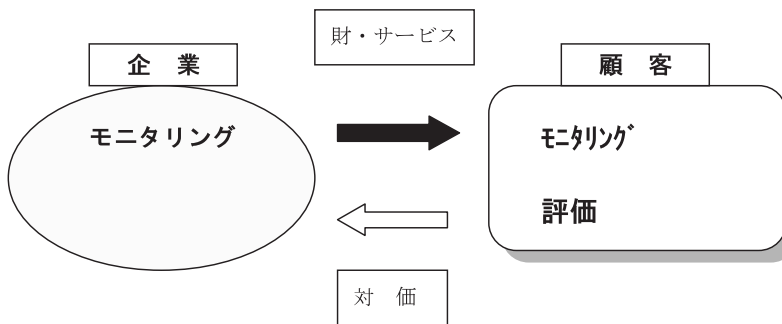 財・サービス
企 業
顧 客
モニタリング
ﾓﾆﾀﾘﾝｸﾞ
評価
対 価